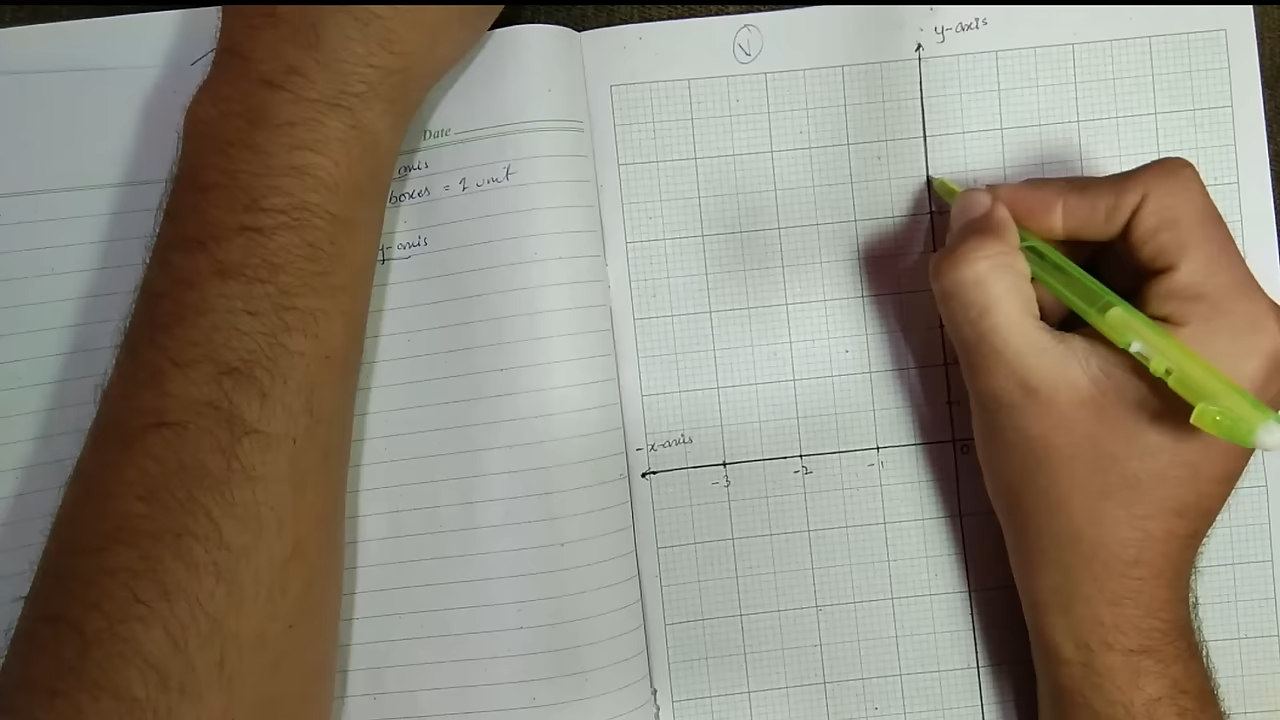 Date
axis
boxes = 1 unit
y-axis
V
y-axis
-x-axis
-3 -2 -1 0